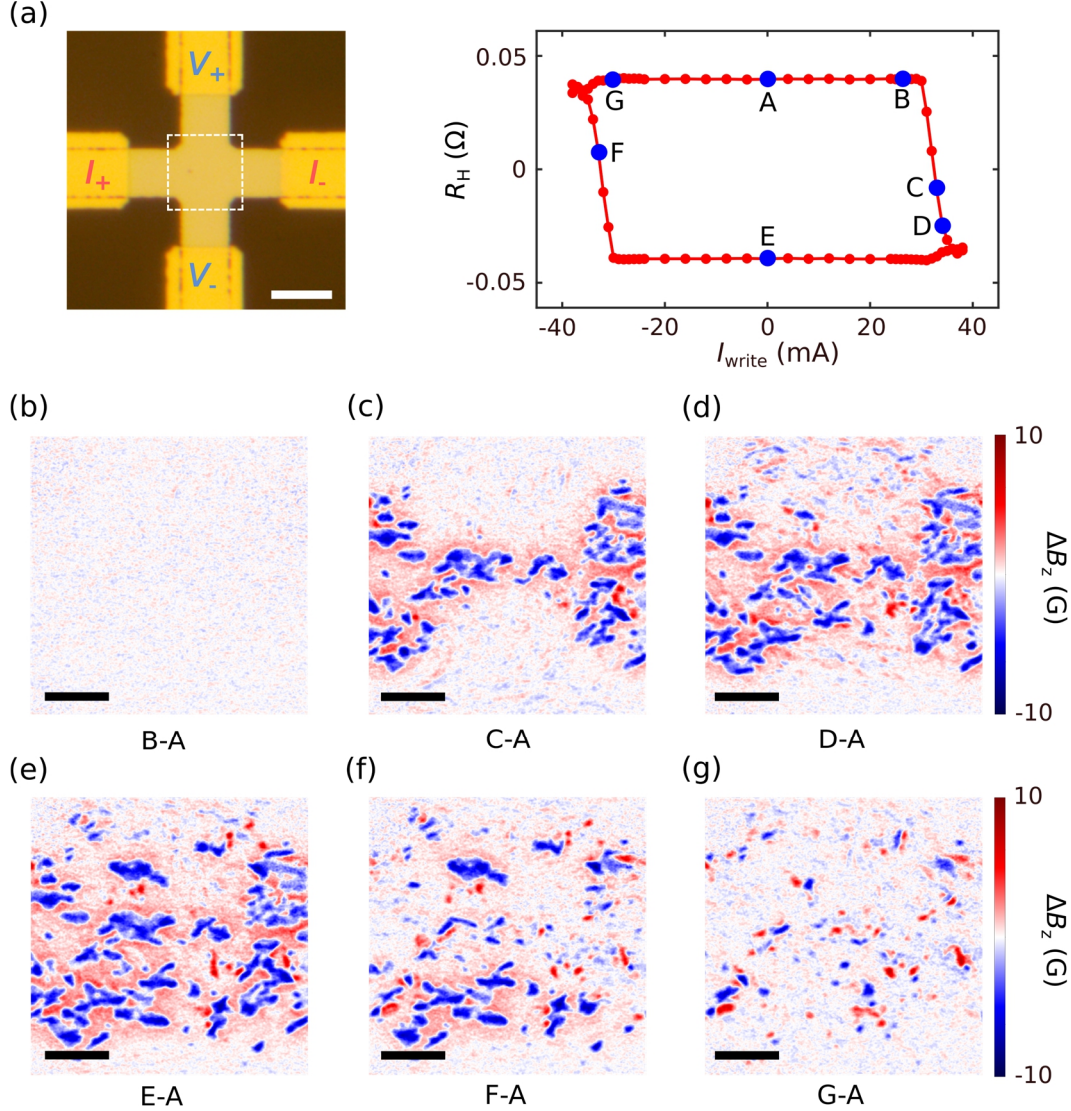 (a)
V+
I+
I-
V-
RH (Ω)
0.05
0
-0.05
G
A
B
F
C
D
E
-40
-20
0
20
40
Iwrite (mA)
(b)
(c)
(d)
10
ΔBz (G)
-10
B-A
C-A
D-A
(e)
(f)
(g)
10
ΔBz (G)
-10
E-A
F-A
G-A